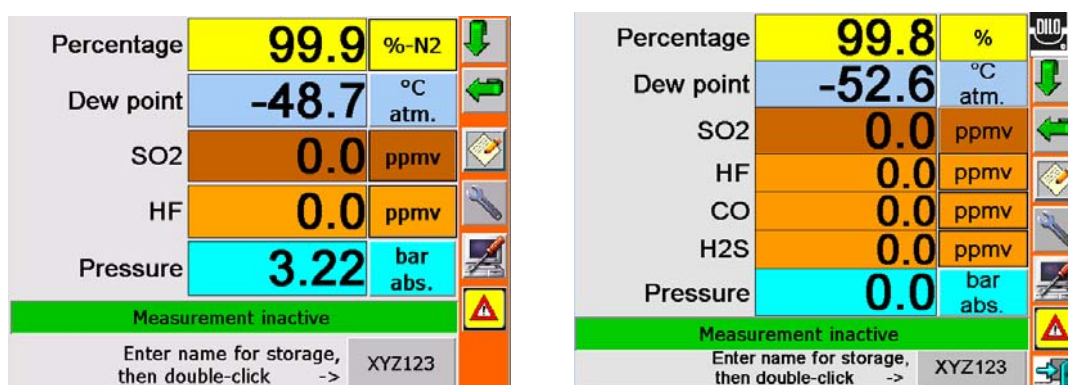 Percentage 99.9 %-N2
Dew point -48.7 °C atm.
SO2 0.0 ppmv
HF 0.0 ppmv
Pressure 3.22 bar abs.
Measurement inactive
Enter name for storage,
then double-click -> XYZ123
DILO
Percentage 99.8 %
Dew point -52.6 °C atm.
SO2 0.0 ppmv
HF 0.0 ppmv
CO 0.0 ppmv
H2S 0.0 ppmv
Pressure 0.0 bar abs.
Measurement inactive
Enter name for storage,
then double-click -> XYZ123